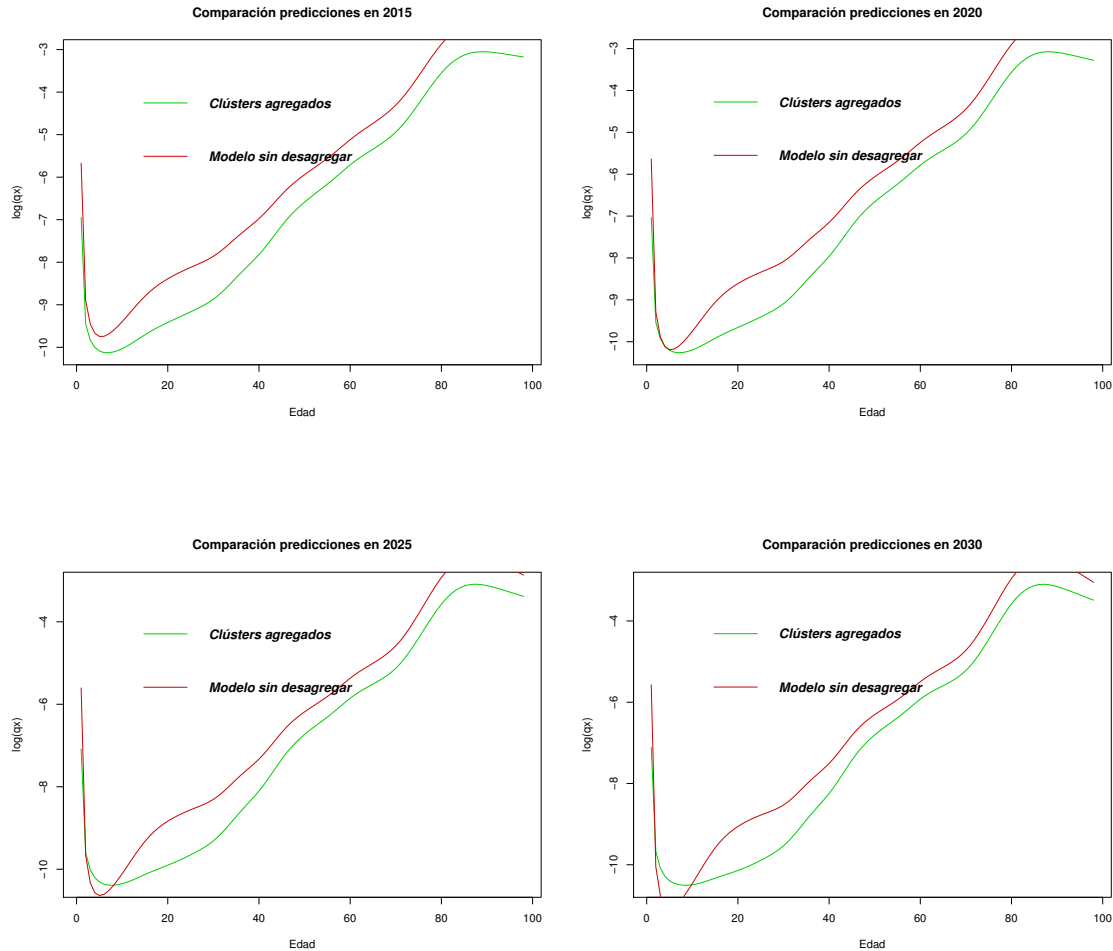 Comparación predicciones en 2015
-3
-4
-5
-6
-7
-8
-9
-10
log(qx)
Clústers agregados
Modelo sin desagregar
0 20 40 60 80 100
Edad
Comparación predicciones en 2020
-3
-4
-5
-6
-7
-8
-9
-10
log(qx)
Clústers agregados
Modelo sin desagregar
0 20 40 60 80 100
Edad
Comparación predicciones en 2025
-4
-6
-8
-10
log(qx)
Clústers agregados
Modelo sin desagregar
0 20 40 60 80 100
Edad
Comparación predicciones en 2030
-4
-6
-8
-10
log(qx)
Clústers agregados
Modelo sin desagregar
0 20 40 60 80 100
Edad